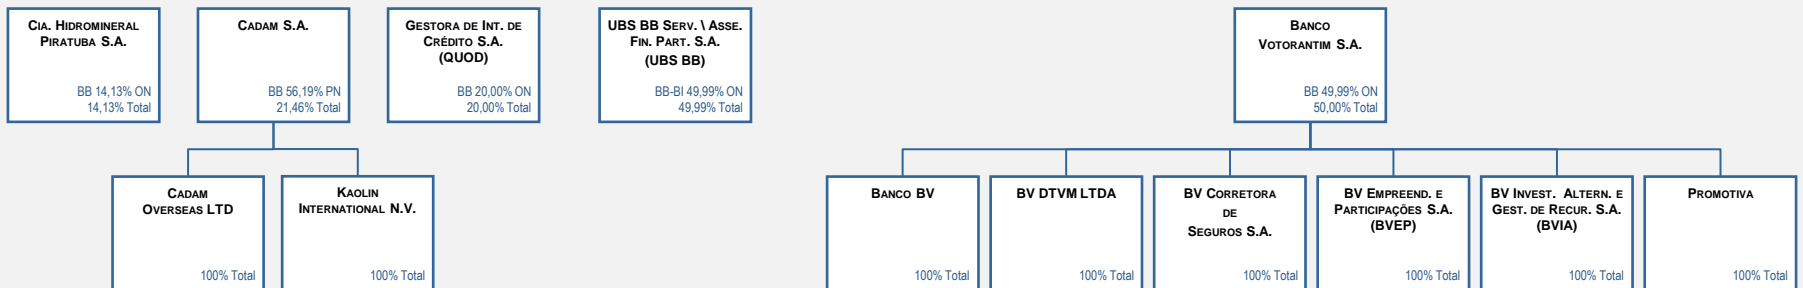 CIA. HIDROMINERAL
PIRATUBA S.A.
BB 14,13% ON
14,13% Total
CADAM S.A.
BB 56,19% PN
21,46% Total
GESTORA DE INT. DE
CRÉDITO S.A.
(QUOD)
BB 20,00% ON
20,00% Total
UBS BB SERV. \ ASSE.
FIN. PART. S.A.
(UBS BB)
BB-BI 49,99% ON
49,99% Total
BANCO
VOTORANTIM S.A.
BB 49,99% ON
50,00% Total
CADAM
OVERSEAS LTD
100% Total
KAOLIN
INTERNATIONAL N.V.
100% Total
BANCO BV
100% Total
BV DTVM LTDA
100% Total
BV CORRETORA
DE
SEGUROS S.A.
100% Total
BV EMPREEND. E
PARTICIPAÇÕES S.A.
(BVEP)
100% Total
BV INVEST. ALTERN. E
GEST. DE RECUR. S.A.
(BVIA)
100% Total
PROMOTIVA
100% Total